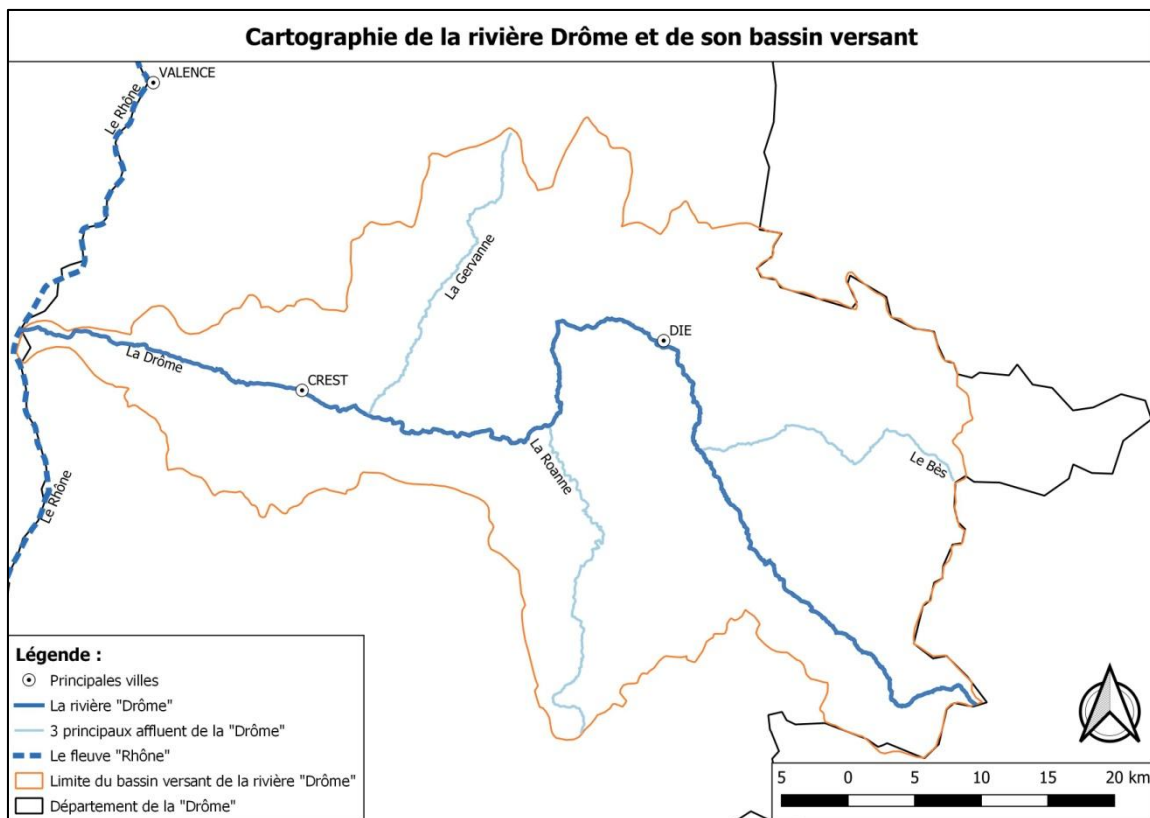 Cartographie de la rivière Drôme et de son bassin versant
VALENCE
Le Rhône
La Gervanne
DIE
La Drôme
CREST
La Roanne
Le Bès
Le Rhône
Légende :
Principales villes
La rivière "Drôme"
3 principaux affluent de la "Drôme"
Le fleuve "Rhône"
Limite du bassin versant de la rivière "Drôme"
Département de la "Drôme"
5 0 5 10 15 20 km